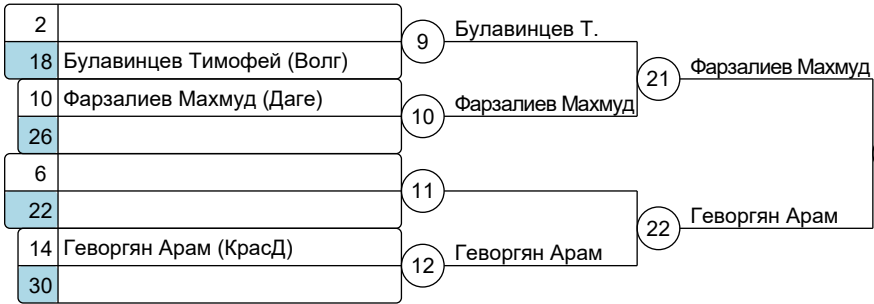 2
18 Булавинцев Тимофей (Волг)
9
Булавинцев Т.
10 Фарзалиев Махмуд (Даге)
26
10
Фарзалиев Махмуд
21
Фарзалиев Махмуд
6
22
11
14 Геворгян Арам (КрасД)
30
12
Геворгян Арам
22
Геворгян Арам